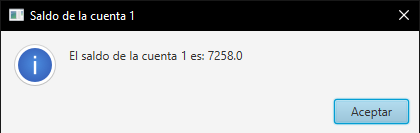 Saldo de la cuenta 1
El saldo de la cuenta 1 es: 7258.0
Aceptar